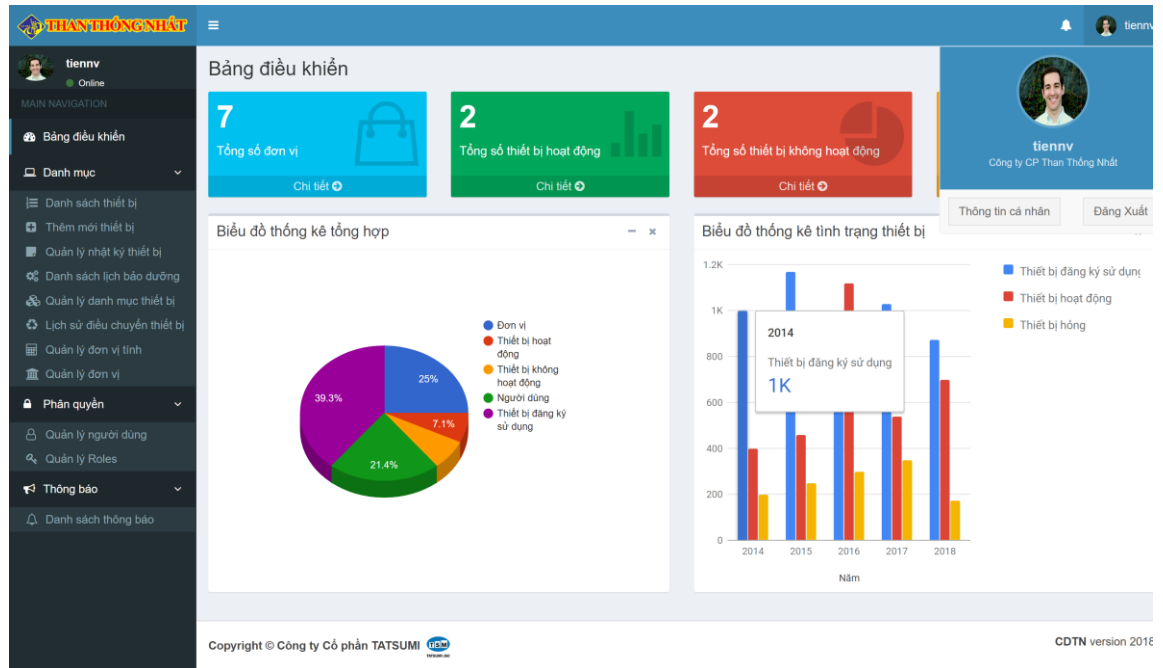 THAN THỐNG NHẤT
tiennv
tiennv
Online
MAIN NAVIGATION
Bảng điều khiển
Danh mục
Danh sách thiết bị
Thêm mới thiết bị
Quản lý nhật ký thiết bị
Danh sách lịch bảo dưỡng
Quản lý danh mục thiết bị
Lịch sử điều chuyển thiết bị
Quản lý đơn vị tính
Quản lý đơn vị
Phân quyền
Quản lý người dùng
Quản lý Roles
Thông báo
Danh sách thông báo
Bảng điều khiển
7
Tổng số đơn vị
Chi tiết
2
Tổng số thiết bị hoạt động
Chi tiết
2
Tổng số thiết bị không hoạt động
Chi tiết
tiennv
Công ty CP Than Thống Nhất
Thông tin cá nhân
Đăng Xuất
Biểu đồ thống kê tổng hợp
25%
7.1%
21.4%
39.3%
Đơn vị
Thiết bị hoạt
động
Thiết bị không
hoạt động
Người dùng
Thiết bị đăng ký
sử dụng
Biểu đồ thống kê tình trạng thiết bị
1.2K
1K
800
600
400
200
0
2014
Thiết bị đăng ký sử dụng
1K
2014 2015 2016 2017 2018
Năm
Thiết bị đăng ký sử dụng
Thiết bị hoạt động
Thiết bị hỏng
Copyright © Công ty Cổ phần TATSUMI
CDTN version 2018